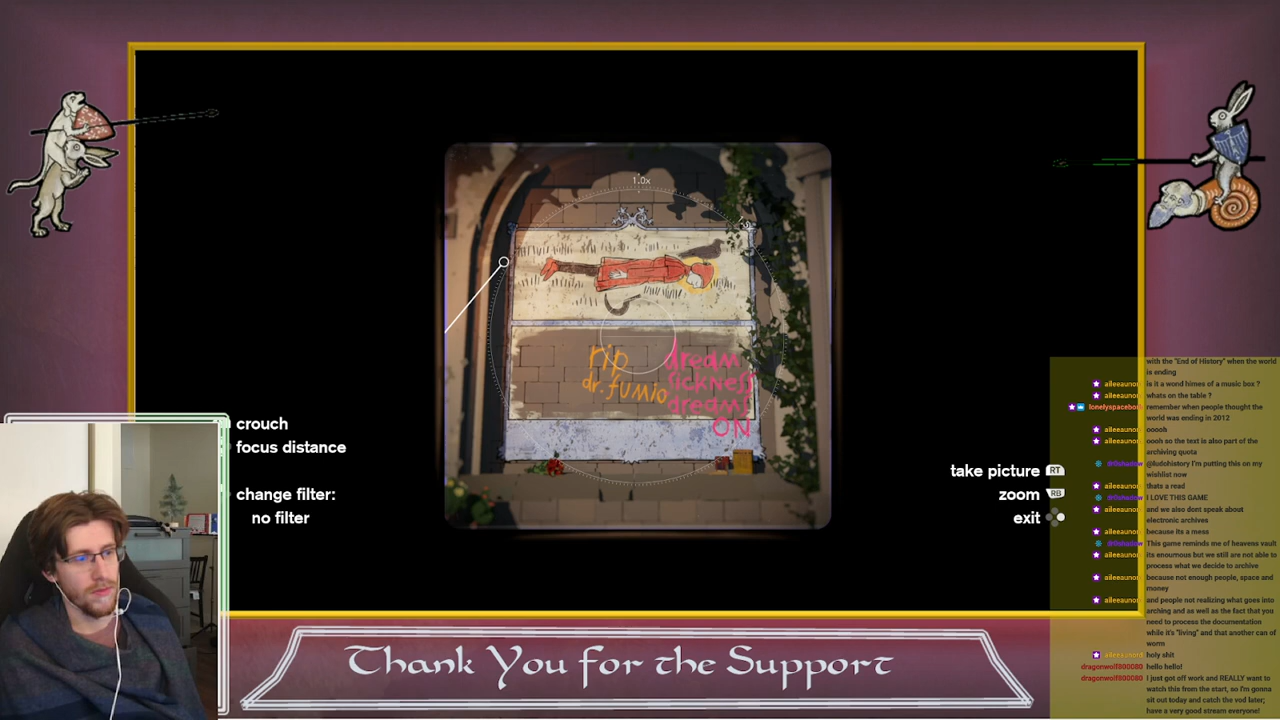 1.0x
rip
dr. fumio
dream
sickness
dreams
ON
crouch
focus distance
change filter:
no filter
take picture RT
zoom RB
exit
Thank You for the Support
with the "End of History" when the world
is ending
is it a wond himes of a music box ?
whats on the table ?
remember when people thought the
world was ending in 2012
ooooh
oooh so the text is also part of the
archiving quota
@ludohistory I'm putting this on my
wishlist now
thats a read
I LOVE THIS GAME
and we also dont speak about
electronic archives
because its a mess
This game reminds me of heavens vault
its enoumous but we still are not able to
process what we decide to archive
because not enough people, space and
money
and people not realizing what goes into
arching and as well as the fact that you
need to process the documentation
while it's "living" and that another can of
worm
holy shit
dragonwolf800080 hello hello!
dragonwolf800080 I just got off work and REALLY want to
watch this from the start, so I'm gonna
sit out today and catch the vod later;
have a very good stream everyone!